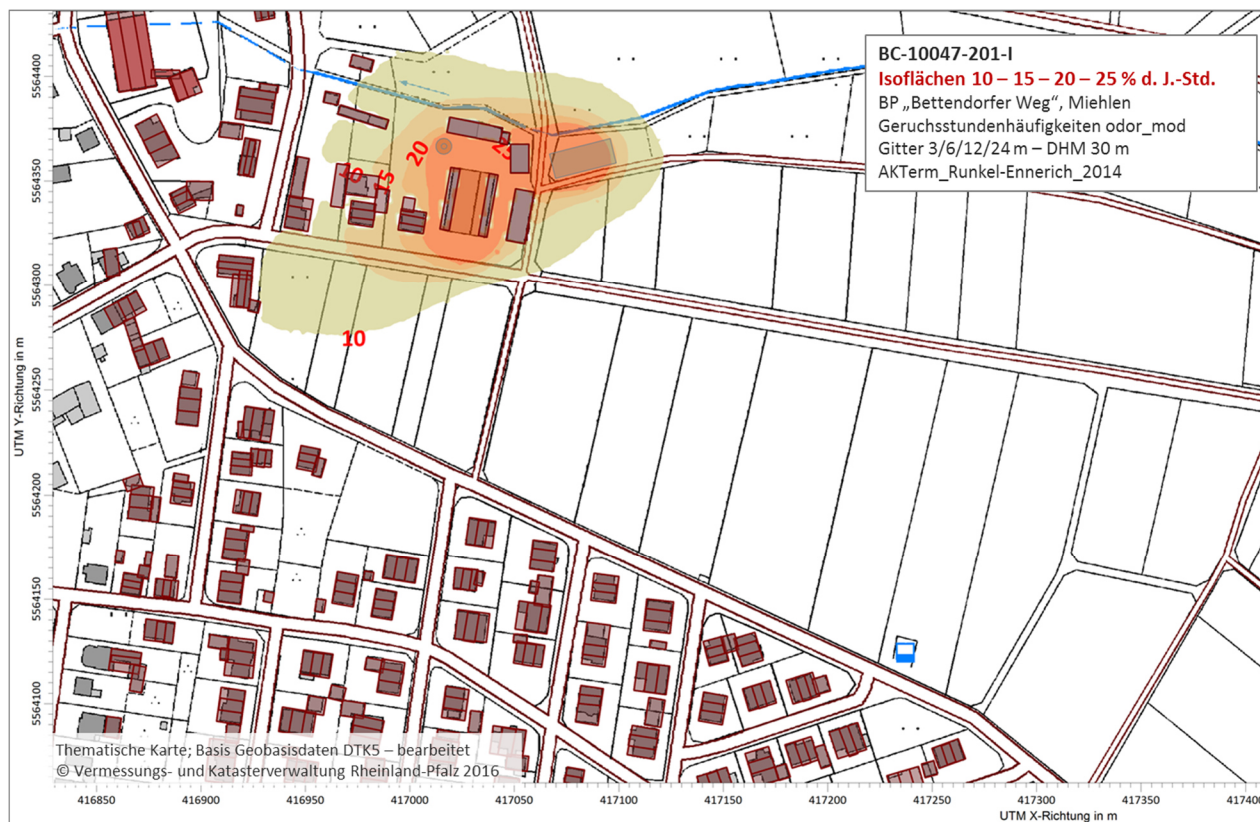 BC-10047-201-I
Isoflächen 10 – 15 – 20 – 25 % d. J.-Std.
BP „Bettendorfer Weg“, Miehlen
Geruchsstundenhäufigkeiten odor_mod
Gitter 3/6/12/24 m – DHM 30 m
AKTerm_Runkel-Ennerich_2014
UTM Y-Richtung in m
5564400
5564350
5564300
5564250
5564200
5564150
5564100
20
25
10
15
10
Thematische Karte; Basis Geobasisdaten DTK5 – bearbeitet
© Vermessungs- und Katasterverwaltung Rheinland-Pfalz 2016
416850 416900 416950 417000 417050 417100 417150 417200 417250 417300 417350 417400
UTM X-Richtung in m